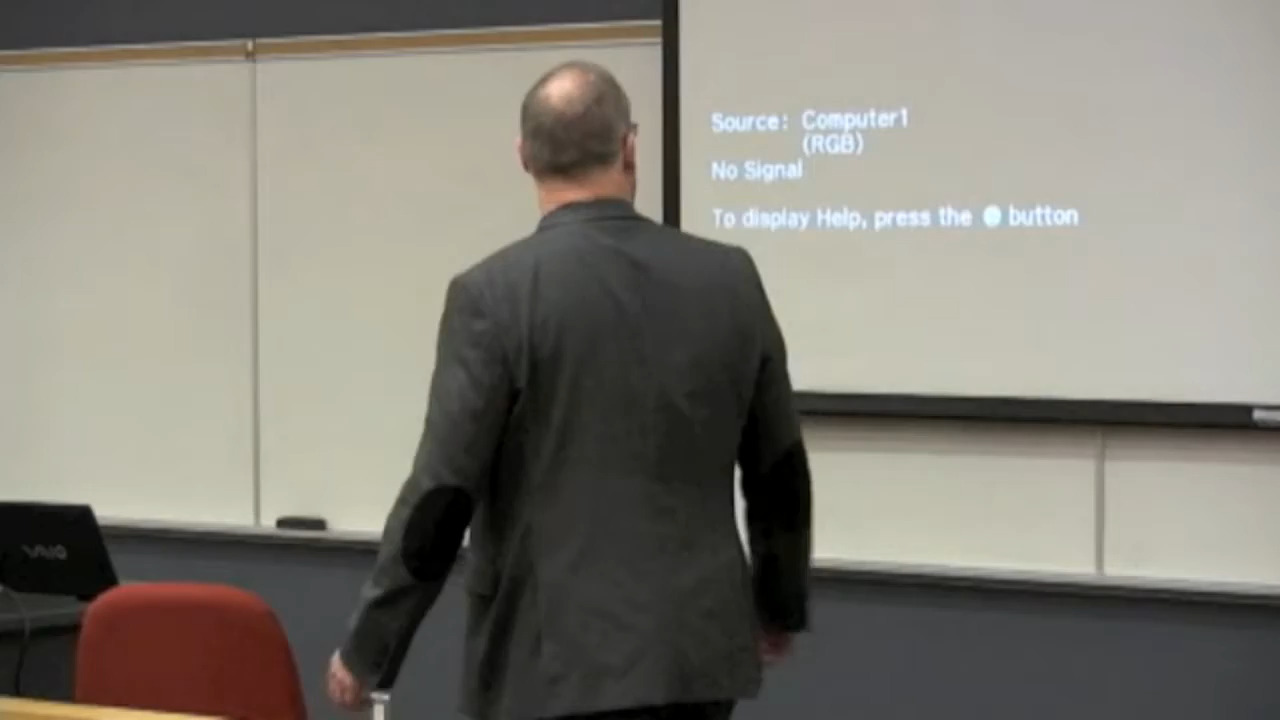 Source: Computer1
(RGB)
No Signal
To display Help, press the button
VAIO